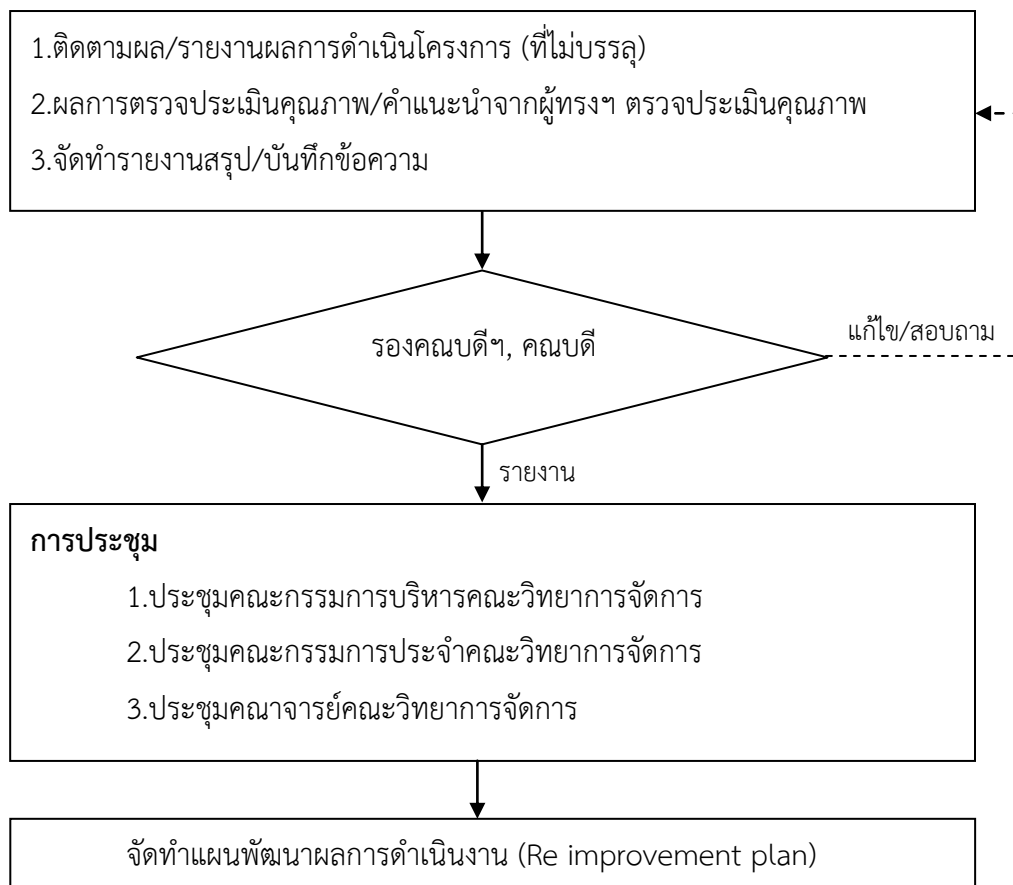 1.ติดตามผล/รายงานผลการดำเนินโครงการ (ที่ไม่บรรลุ)
2.ผลการตรวจประเมินคุณภาพ/คำแนะนำจากผู้ทรงฯ ตรวจประเมินคุณภาพ
3.จัดทำรายงานสรุป/บันทึกข้อความ
รองคณบดีฯ, คณบดี
แก้ไข/สอบถาม
รายงาน
การประชุม
1.ประชุมคณะกรรมการบริหารคณะวิทยาการจัดการ
2.ประชุมคณะกรรมการประจำคณะวิทยาการจัดการ
3.ประชุมคณาจารย์คณะวิทยาการจัดการ
จัดทำแผนพัฒนาผลการดำเนินงาน (Re improvement plan)